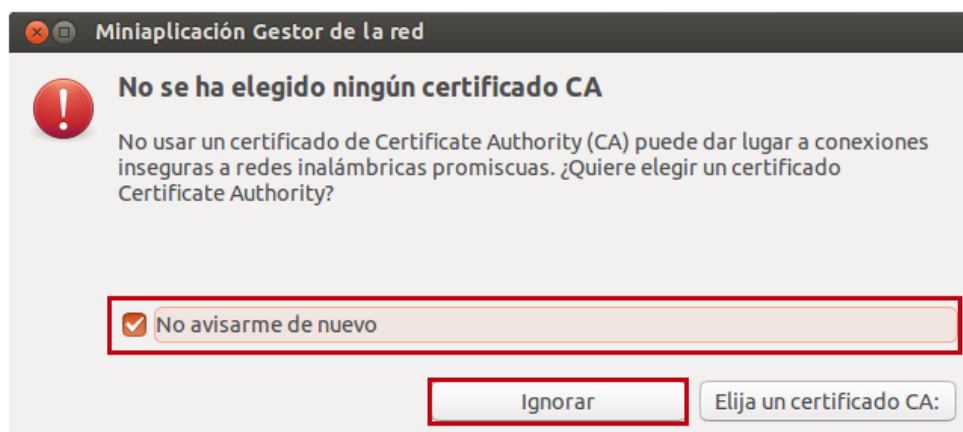 Miniaplicación Gestor de la red
No se ha elegido ningún certificado CA
No usar un certificado de Certificate Authority (CA) puede dar lugar a conexiones
inseguras a redes inalámbricas promiscuas. ¿Quiere elegir un certificado
Certificate Authority?
No avisarme de nuevo
Ignorar
Elija un certificado CA: